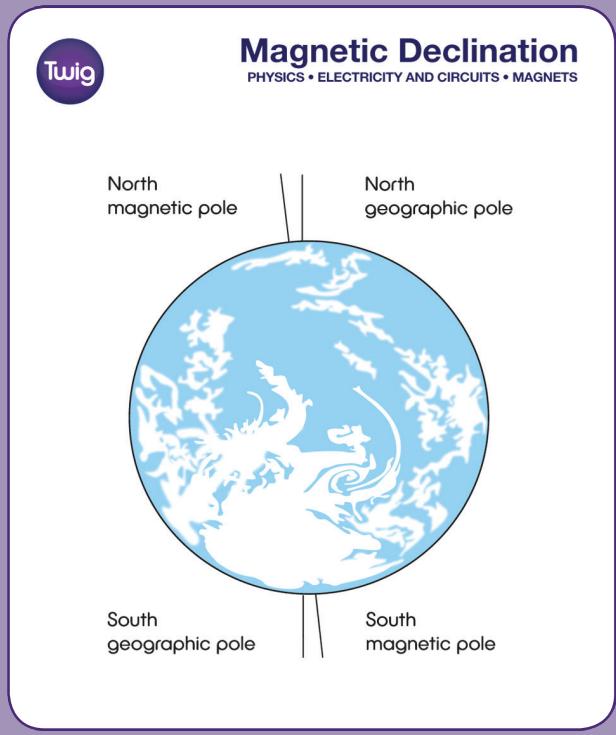 Twig
Magnetic Declination
PHYSICS • ELECTRICITY AND CIRCUITS • MAGNETS
North
magnetic pole
North
geographic pole
South
geographic pole
South
magnetic pole